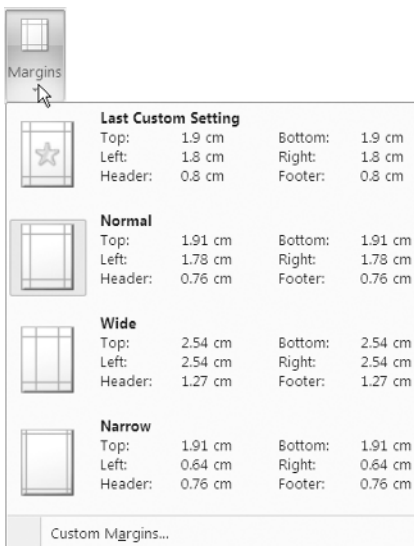 Margins
Last Custom Setting
Top: 1.9 cm Bottom: 1.9 cm
Left: 1.8 cm Right: 1.8 cm
Header: 0.8 cm Footer: 0.8 cm
Normal
Top: 1.91 cm Bottom: 1.91 cm
Left: 1.78 cm Right: 1.78 cm
Header: 0.76 cm Footer: 0.76 cm
Wide
Top: 2.54 cm Bottom: 2.54 cm
Left: 2.54 cm Right: 2.54 cm
Header: 1.27 cm Footer: 1.27 cm
Narrow
Top: 1.91 cm Bottom: 1.91 cm
Left: 0.64 cm Right: 0.64 cm
Header: 0.76 cm Footer: 0.76 cm
Custom Margins...